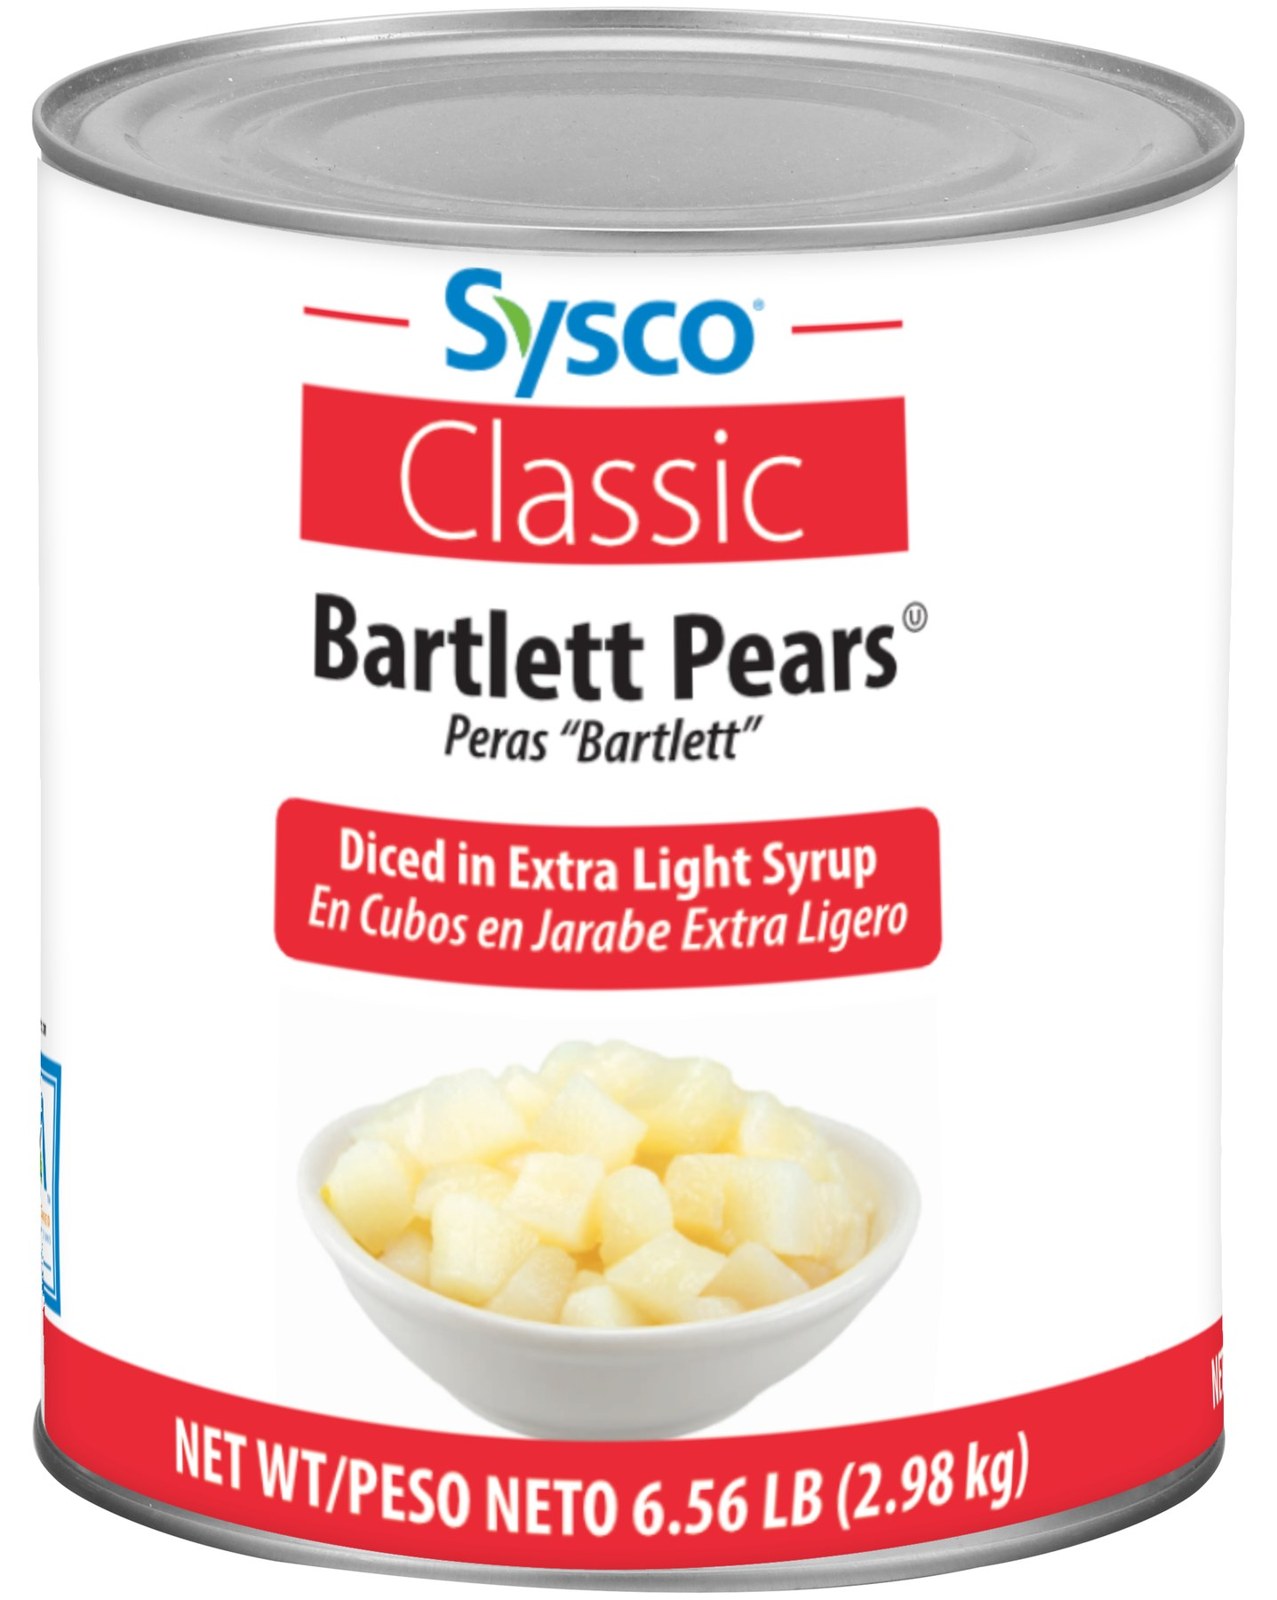 Sysco®
Classic
Bartlett Pears Ⓤ
Peras “Bartlett”
Diced in Extra Light Syrup
En Cubos en Jarabe Extra Ligero
NET WT/PESO NETO 6.56 LB (2.98 kg)